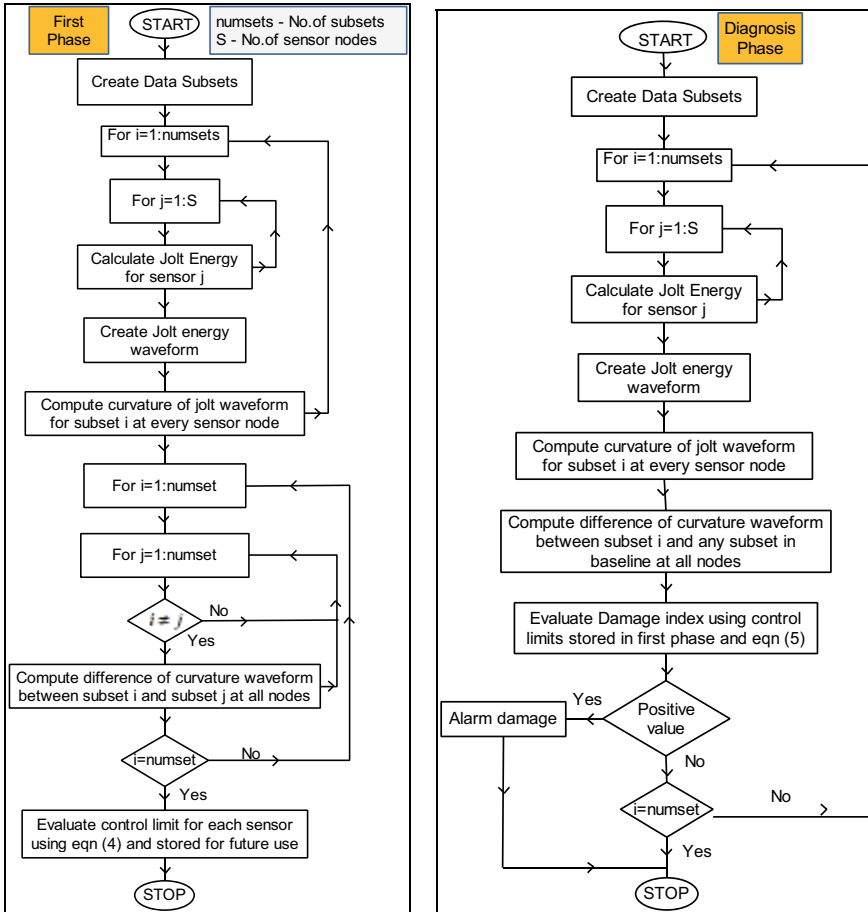 First
Phase
START
numsets - No.of subsets
S - No.of sensor nodes
Create Data Subsets
For i=1:numsets
For j=1:S
Calculate Jolt Energy
for sensor j
Create Jolt energy
waveform
Compute curvature of jolt waveform
for subset i at every sensor node
For i=1:numset
For j=1:numset
i ≠ j
No
Yes
Compute difference of curvature waveform
between subset i and subset j at all nodes
i=numset
No
Yes
Evaluate control limit for each sensor
using eqn (4) and stored for future use
STOP
START
Diagnosis
Phase
Create Data Subsets
For i=1:numsets
For j=1:S
Calculate Jolt Energy
for sensor j
Create Jolt energy
waveform
Compute curvature of jolt waveform
for subset i at every sensor node
Compute difference of curvature waveform
between subset i and any subset in
baseline at all nodes
Evaluate Damage index using control
limits stored in first phase and eqn (5)
Yes
Positive
value
Alarm damage
No
i=numset
No
Yes
STOP